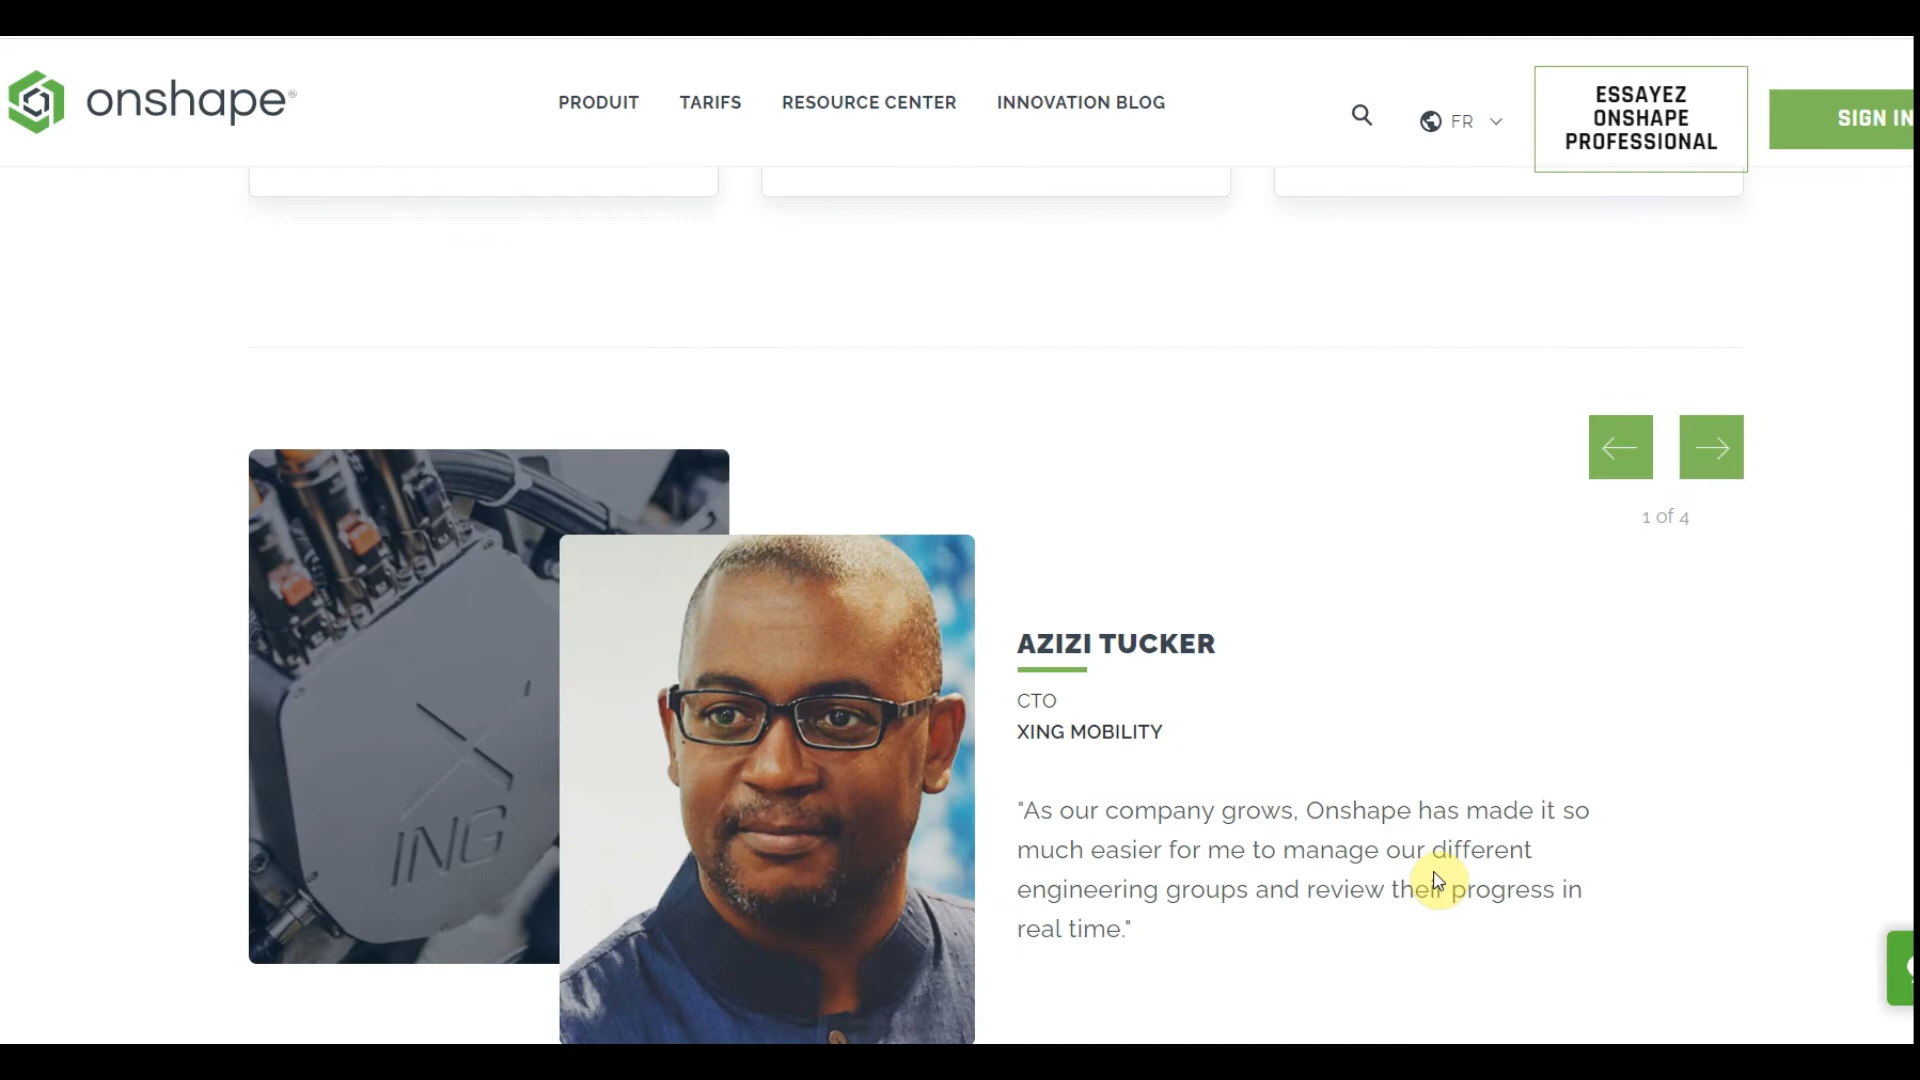 onshape®
PRODUIT
TARIFS
RESOURCE CENTER
INNOVATION BLOG
FR
ESSAYEZ
ONSHAPE
PROFESSIONAL
SIGN IN
1 of 4
ING
AZIZI TUCKER
CTO
XING MOBILITY
"As our company grows, Onshape has made it so
much easier for me to manage our different
engineering groups and review their progress in
real time."